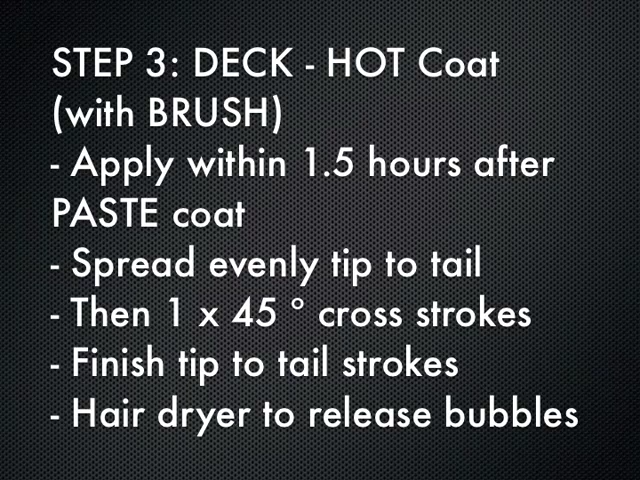 STEP 3: DECK - HOT Coat
(with BRUSH)
- Apply within 1.5 hours after
PASTE coat
- Spread evenly tip to tail
- Then 1 x 45 ° cross strokes
- Finish tip to tail strokes
- Hair dryer to release bubbles